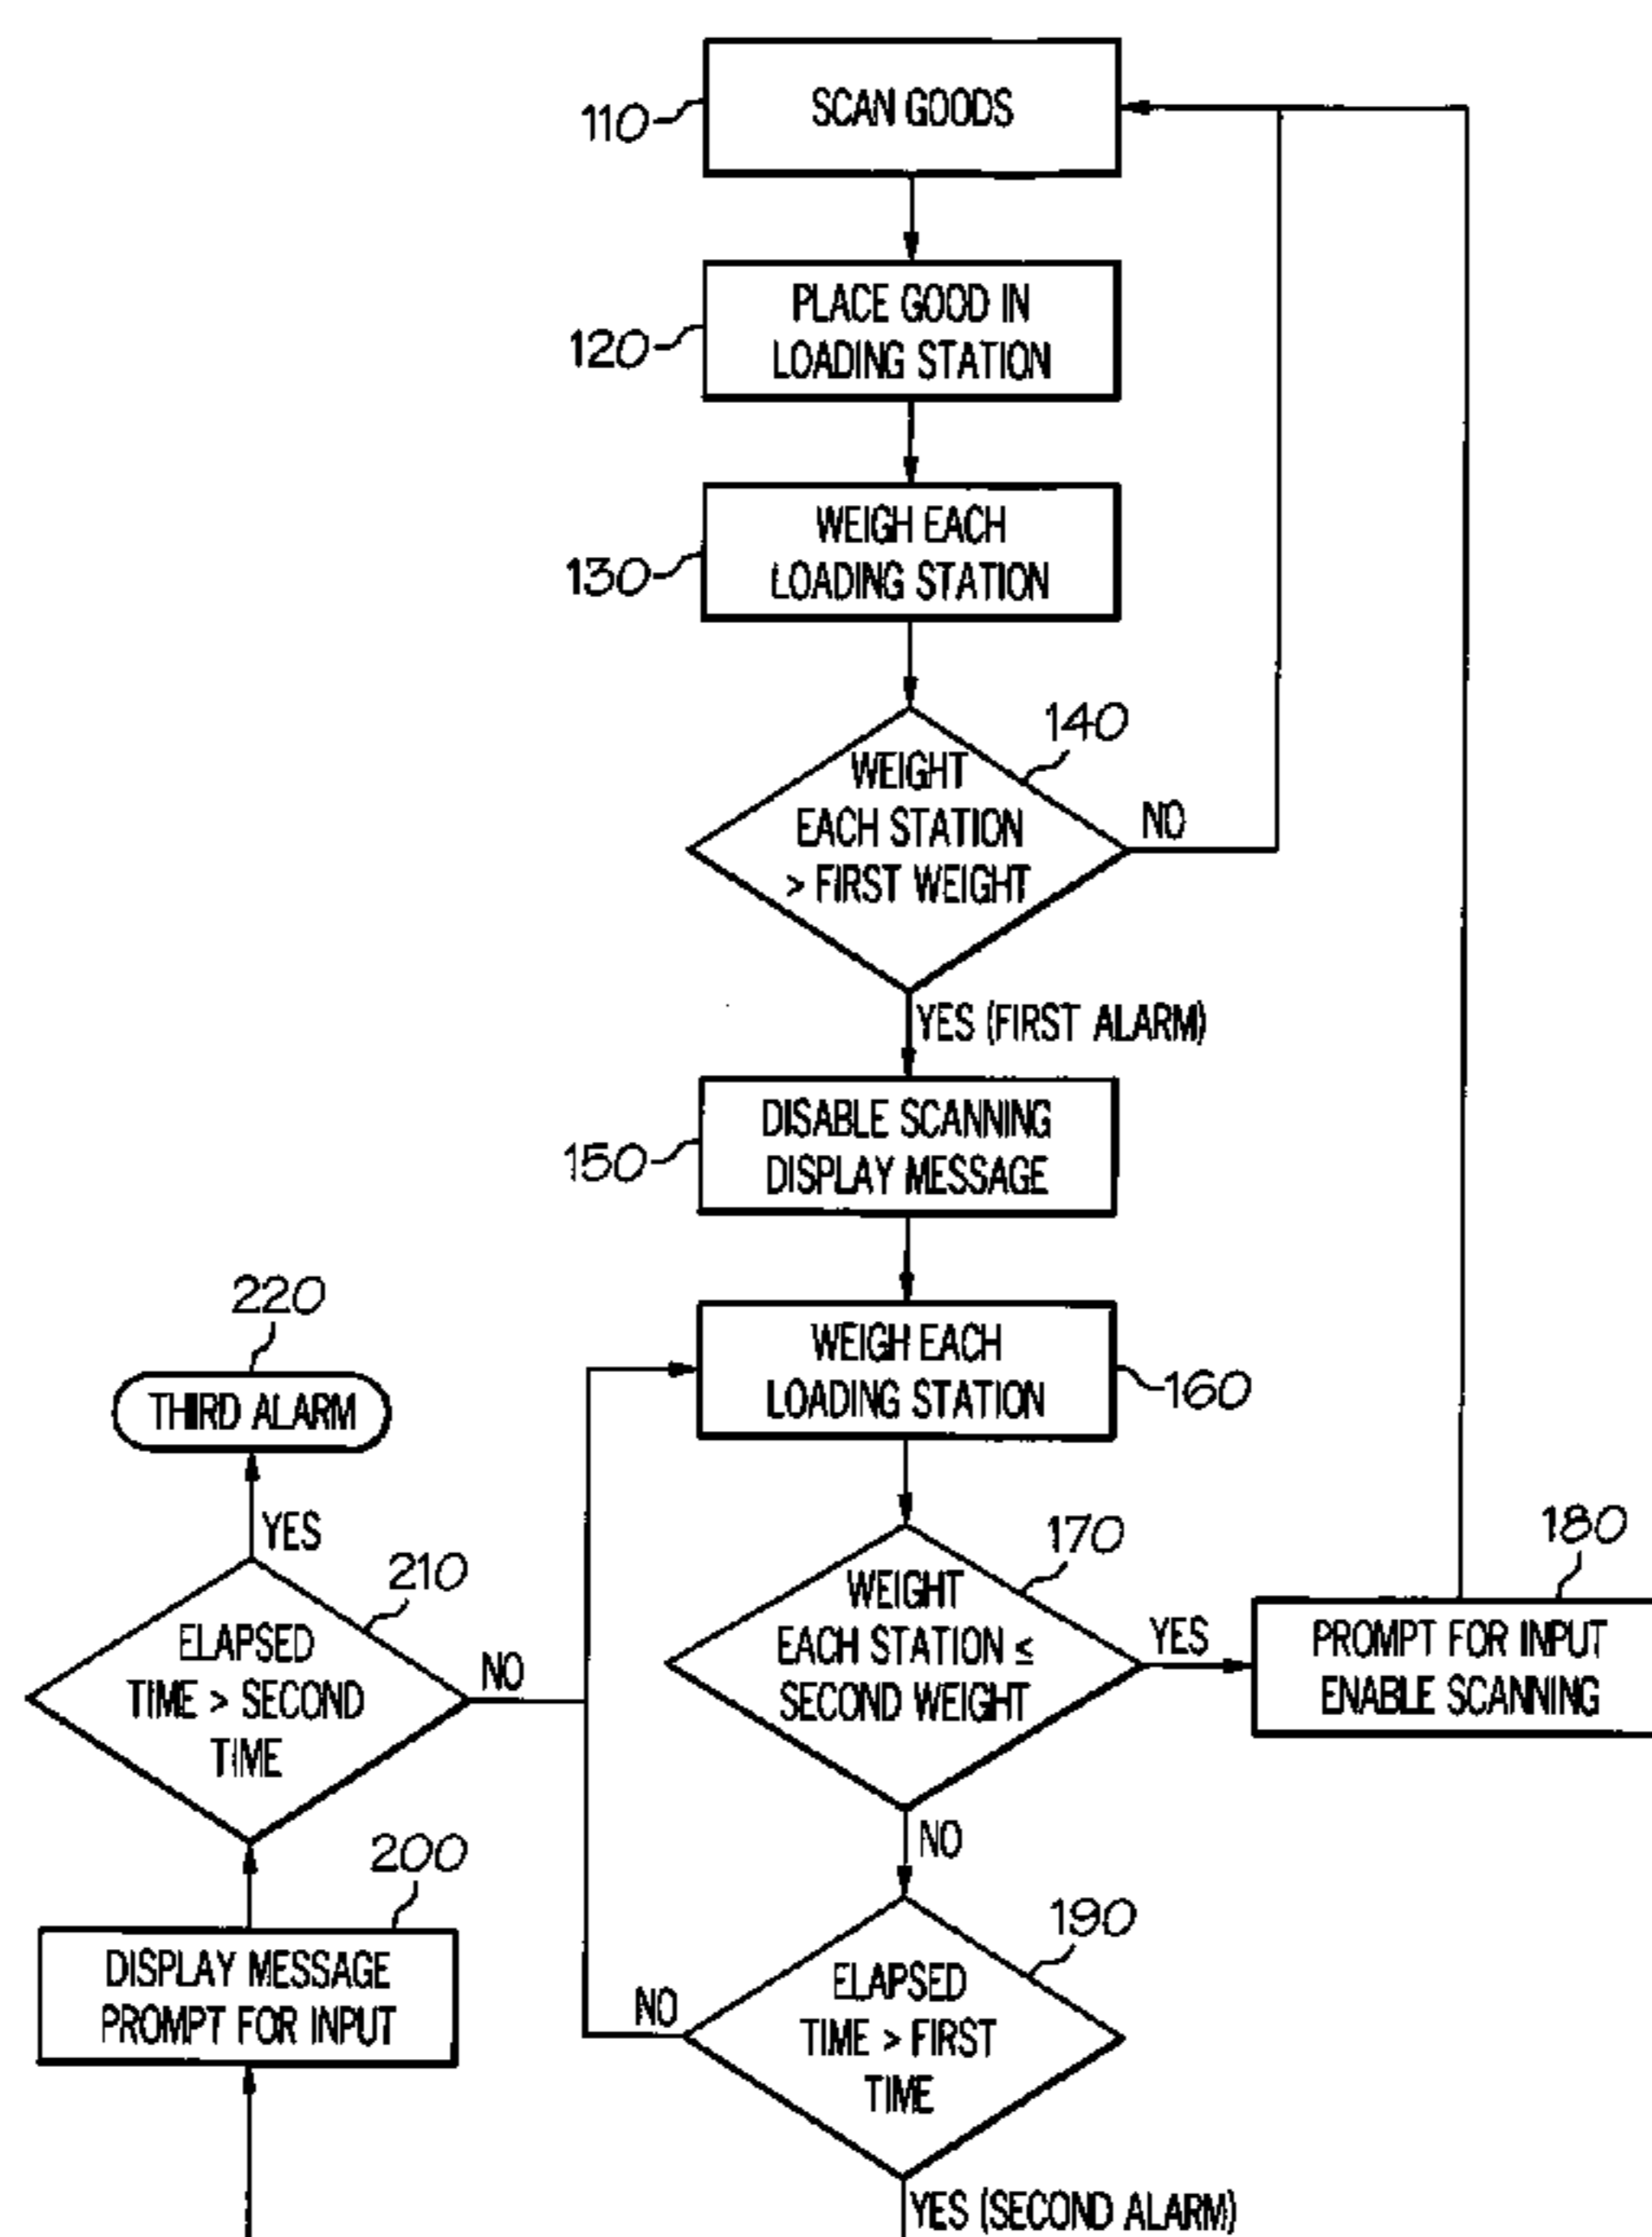 110
SCAN GOODS
120
PLACE GOOD IN
LOADING STATION
130
WEIGH EACH
LOADING STATION
140
WEIGHT
EACH STATION
> FIRST WEIGHT
NO
YES (FIRST ALARM)
150
DISABLE SCANNING
DISPLAY MESSAGE
160
WEIGH EACH
LOADING STATION
170
WEIGHT
EACH STATION ≤
SECOND WEIGHT
YES
180
PROMPT FOR INPUT
ENABLE SCANNING
NO
190
ELAPSED
TIME > FIRST
TIME
NO
YES (SECOND ALARM)
200
DISPLAY MESSAGE
PROMPT FOR INPUT
210
ELAPSED
TIME > SECOND
TIME
NO
YES
220
THIRD ALARM